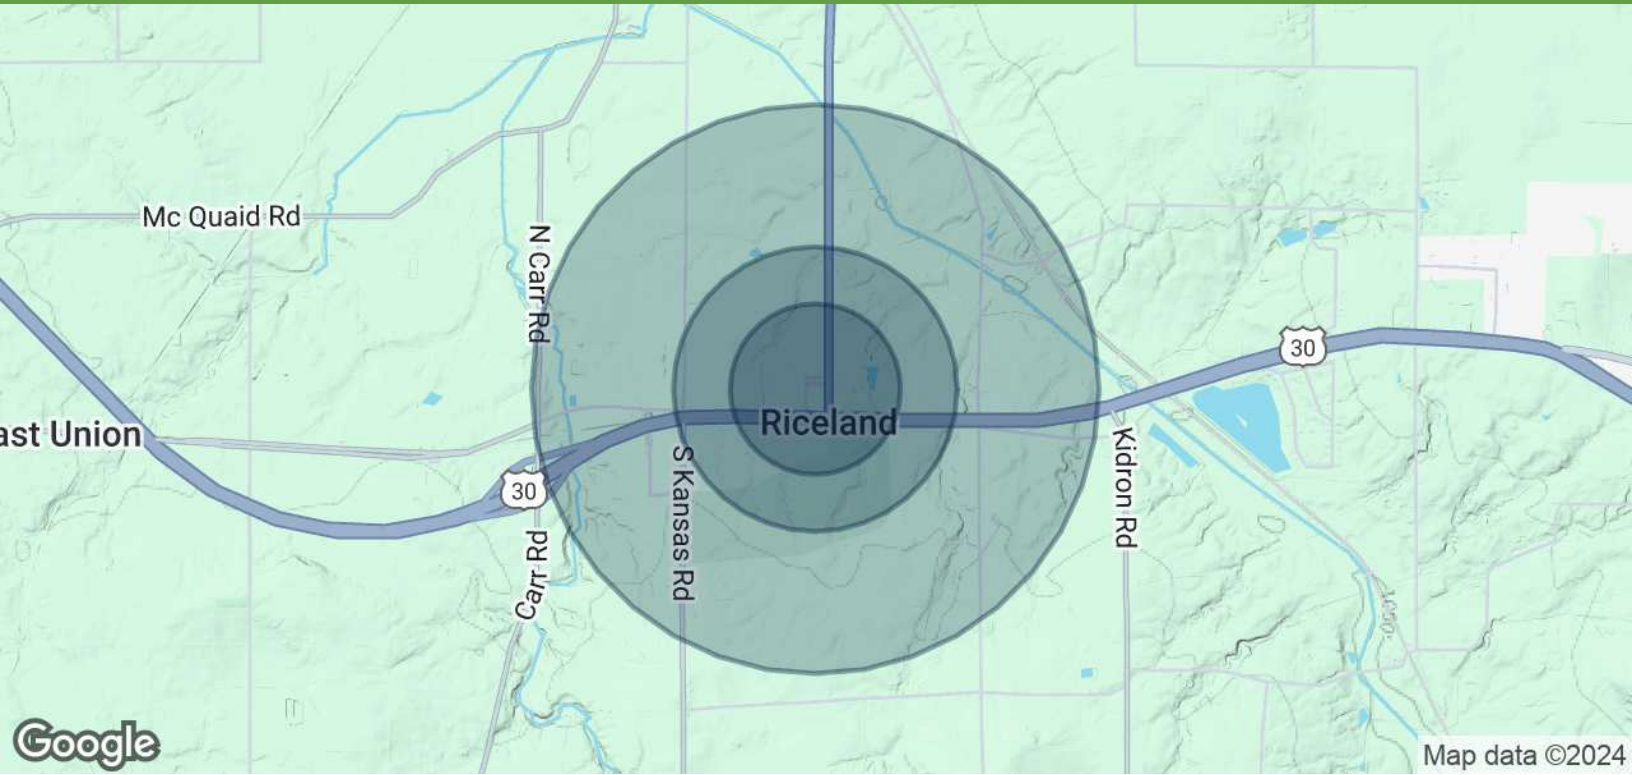 Mc Quaid Rd
N Carr Rd
30
ast Union
Riceland
30
S Kansas Rd
Kidron Rd
Carr Rd
1000
Google
Map data ©2024